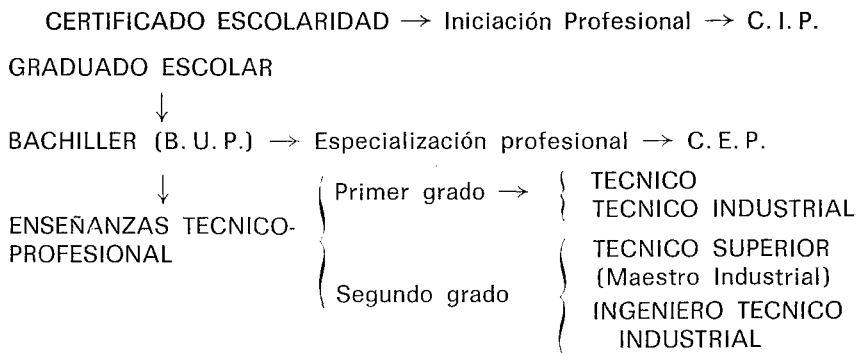 CERTIFICADO ESCOLARIDAD → Iniciación Profesional → C. I. P.
GRADUADO ESCOLAR
↓
BACHILLER (B. U. P.) → Especialización profesional → C. E. P.
↓
ENSEÑANZAS TECNICO-
PROFESIONAL
Primer grado →
TECNICO
TECNICO INDUSTRIAL
Segundo grado
TECNICO SUPERIOR
(Maestro Industrial)
INGENIERO TECNICO
INDUSTRIAL